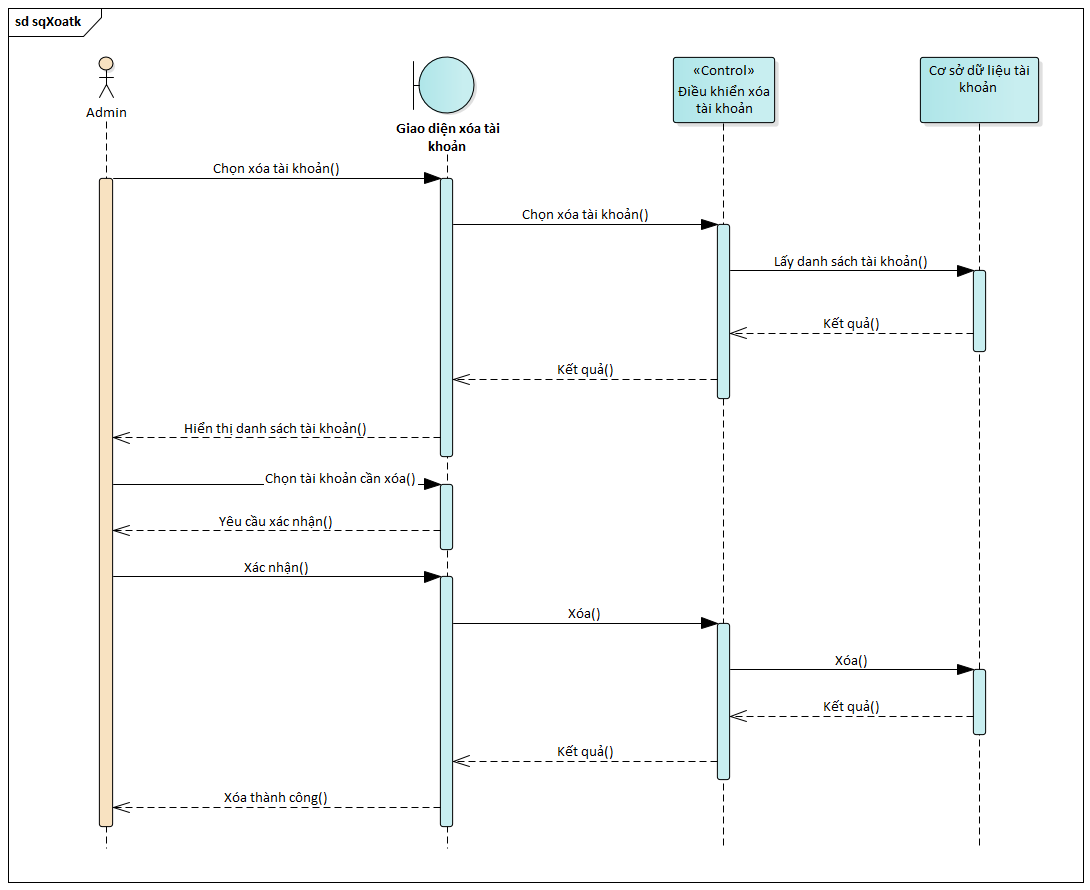 sd sqXoatk
Admin
Giao diện xóa tài
khoản
«Control»
Điều khiển xóa
tài khoản
Cơ sở dữ liệu tài
khoản
Chọn xóa tài khoản()
Chọn xóa tài khoản()
Lấy danh sách tài khoản()
Kết quả()
Kết quả()
Hiển thị danh sách tài khoản()
Chọn tài khoản cần xóa()
Yêu cầu xác nhận()
Xác nhận()
Xóa()
Xóa()
Kết quả()
Kết quả()
Xóa thành công()